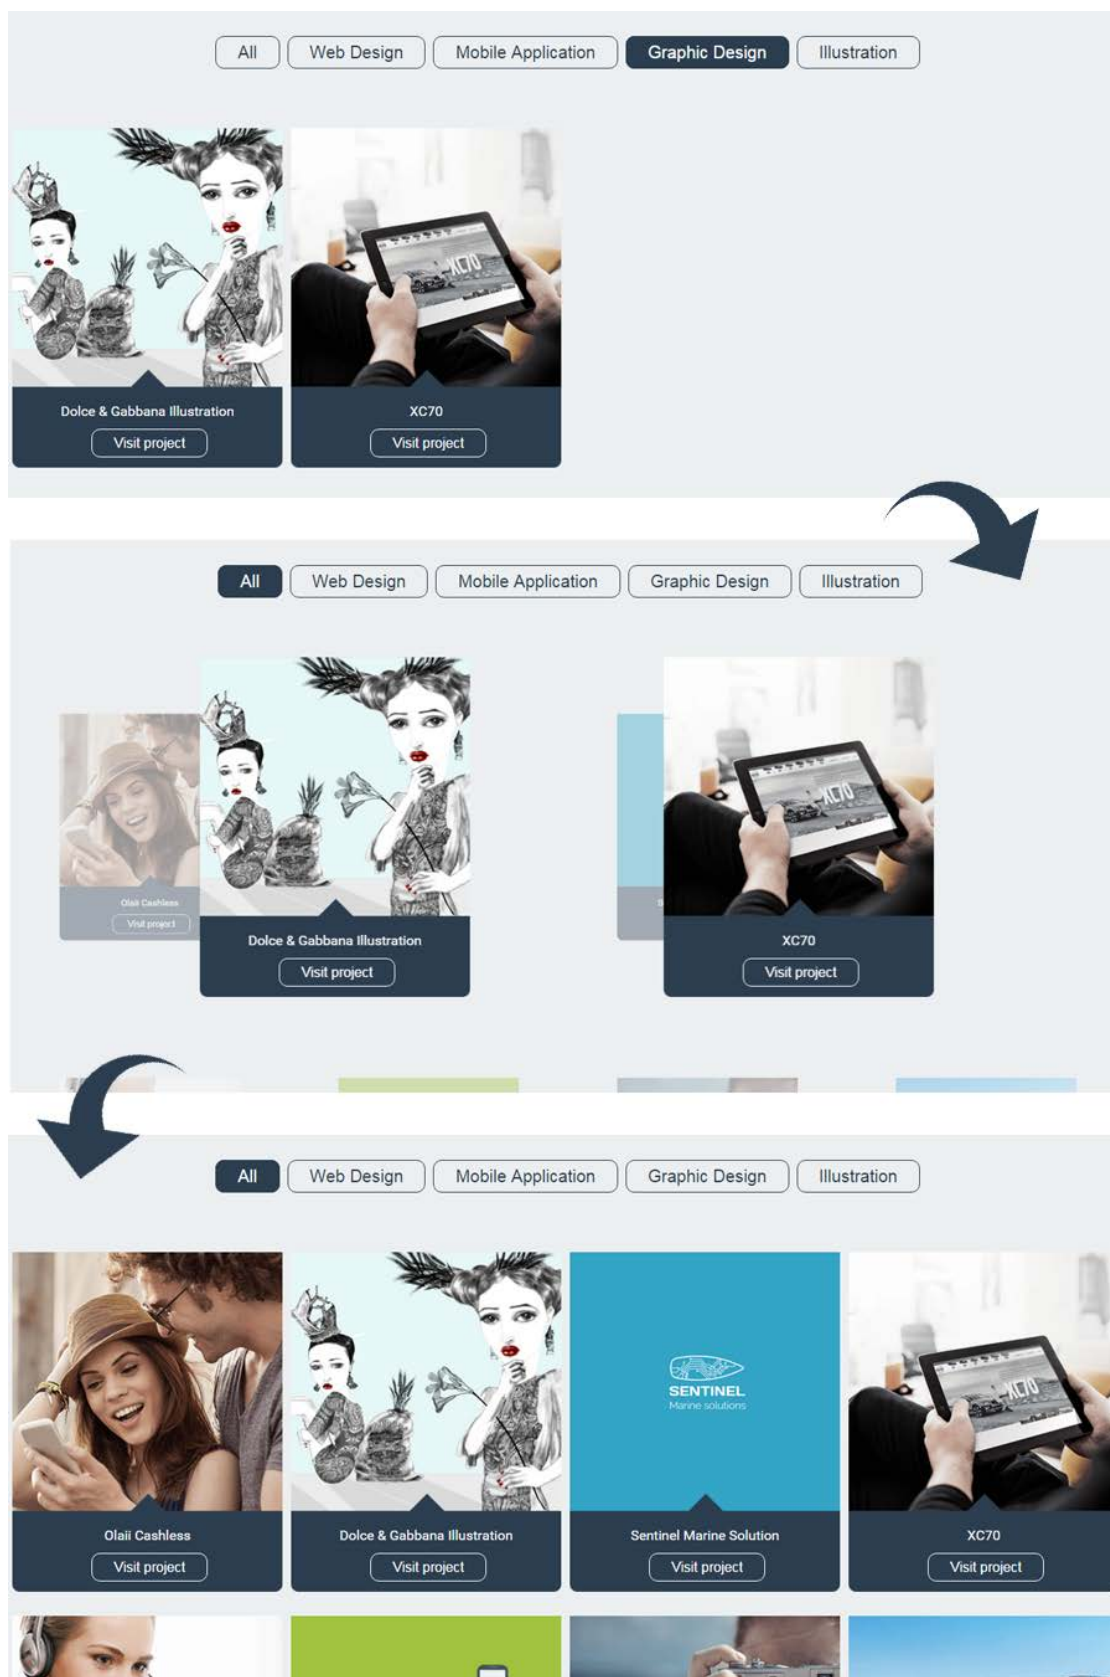 All Web Design Mobile Application Graphic Design Illustration
XC70
Dolce & Gabbana Illustration XC70
Visit project Visit project
All Web Design Mobile Application Graphic Design Illustration
XC70
Olaii Cashless
Visit project
Dolce & Gabbana Illustration XC70
Visit project Visit project
All Web Design Mobile Application Graphic Design Illustration
SENTINEL
Marine solutions
XC70
Olaii Cashless Dolce & Gabbana Illustration Sentinel Marine Solution XC70
Visit project Visit project Visit project Visit project